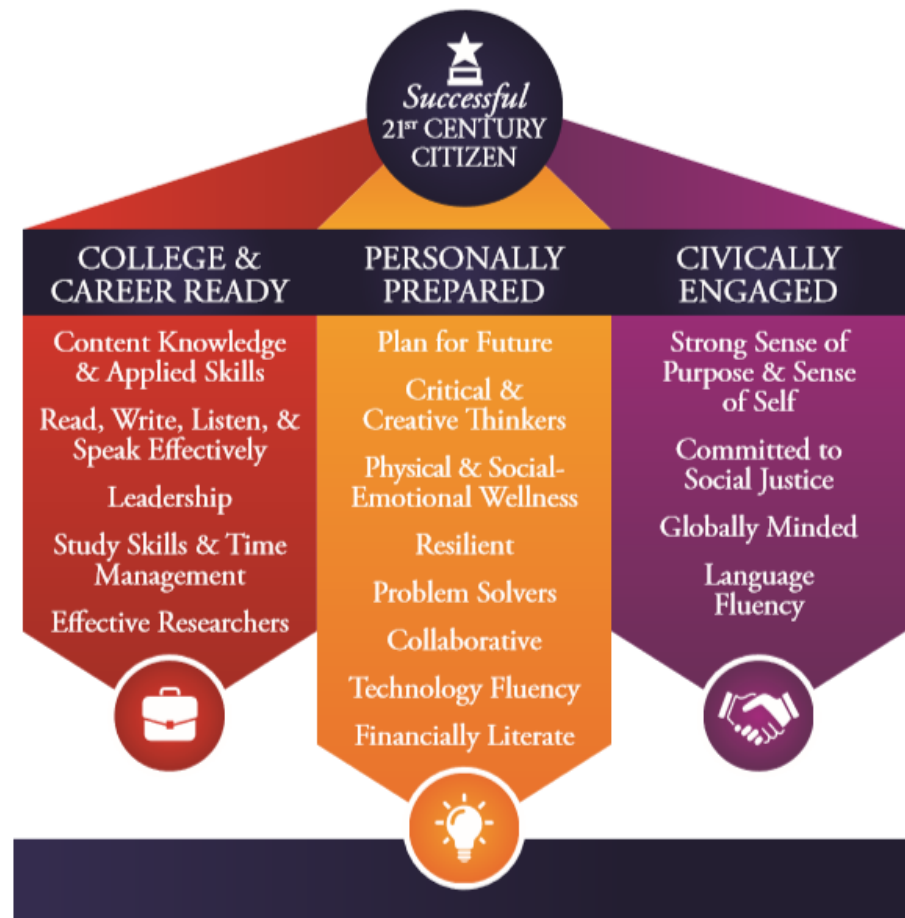 Successful
21ST CENTURY
CITIZEN
COLLEGE &
CAREER READY
Content Knowledge
& Applied Skills
Read, Write, Listen, &
Speak Effectively
Leadership
Study Skills & Time
Management
Effective Researchers
PERSONALLY
PREPARED
Plan for Future
Critical &
Creative Thinkers
Physical & Social-
Emotional Wellness
Resilient
Problem Solvers
Collaborative
Technology Fluency
Financially Literate
CIVICALLY
ENGAGED
Strong Sense of
Purpose & Sense
of Self
Committed to
Social Justice
Globally Minded
Language
Fluency